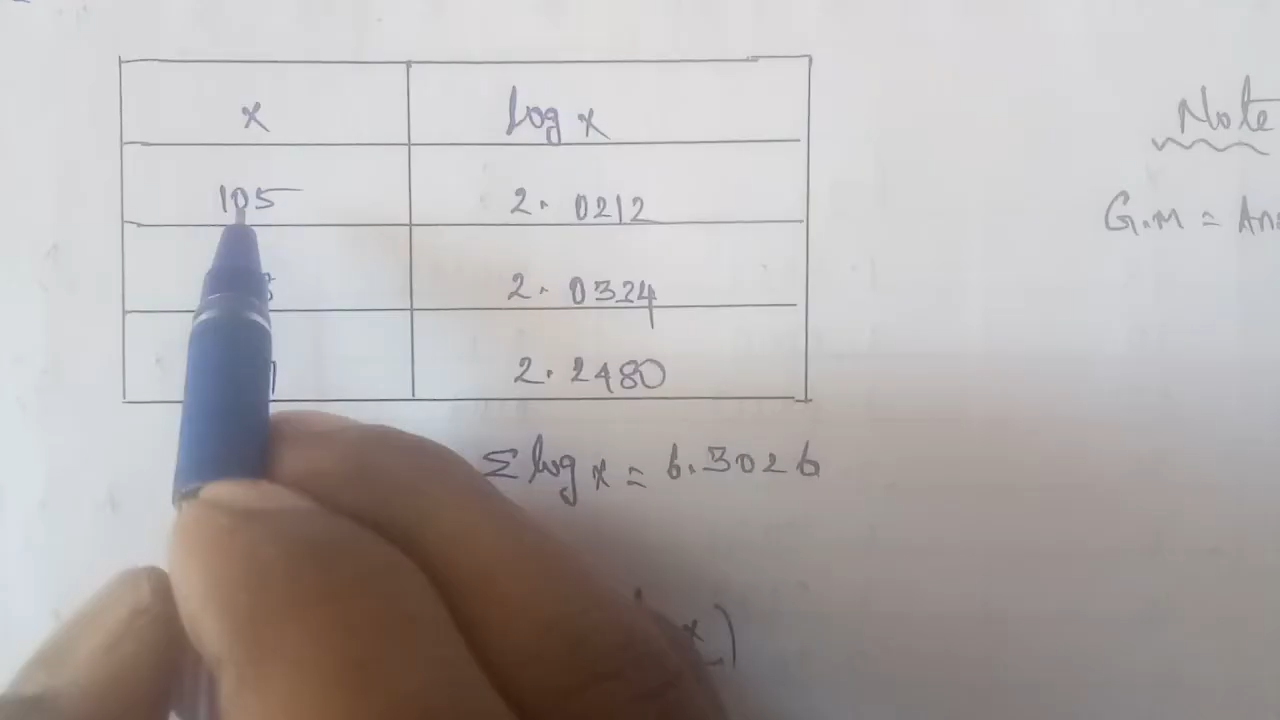 x log x
105 2.0212
2.0324
2.2480
Σ log x = 6.3026
x)
Note
G.M = An